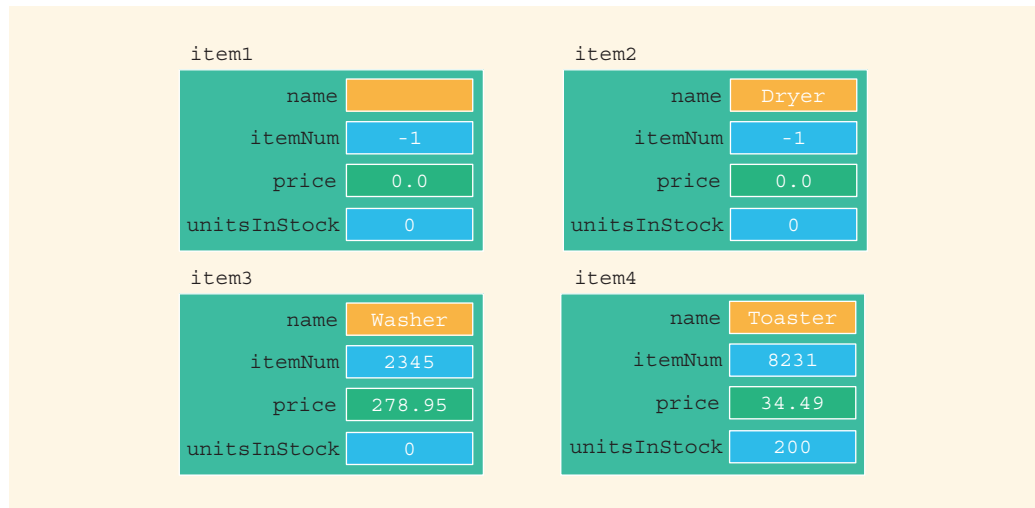 item1
name
itemNum -1
price 0.0
unitsInStock 0
item2
name Dryer
itemNum -1
price 0.0
unitsInStock 0
item3
name Washer
itemNum 2345
price 278.95
unitsInStock 0
item4
name Toaster
itemNum 8231
price 34.49
unitsInStock 200